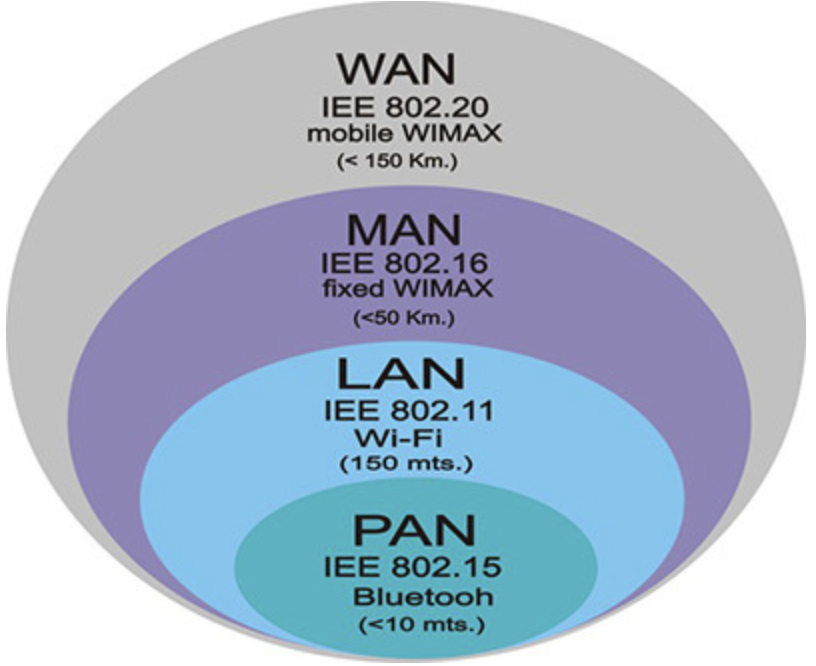 WAN
IEE 802.20
mobile WIMAX
(< 150 Km.)
MAN
IEE 802.16
fixed WIMAX
(<50 Km.)
LAN
IEE 802.11
Wi-Fi
(150 mts.)
PAN
IEE 802.15
Bluetooh
(<10 mts.)